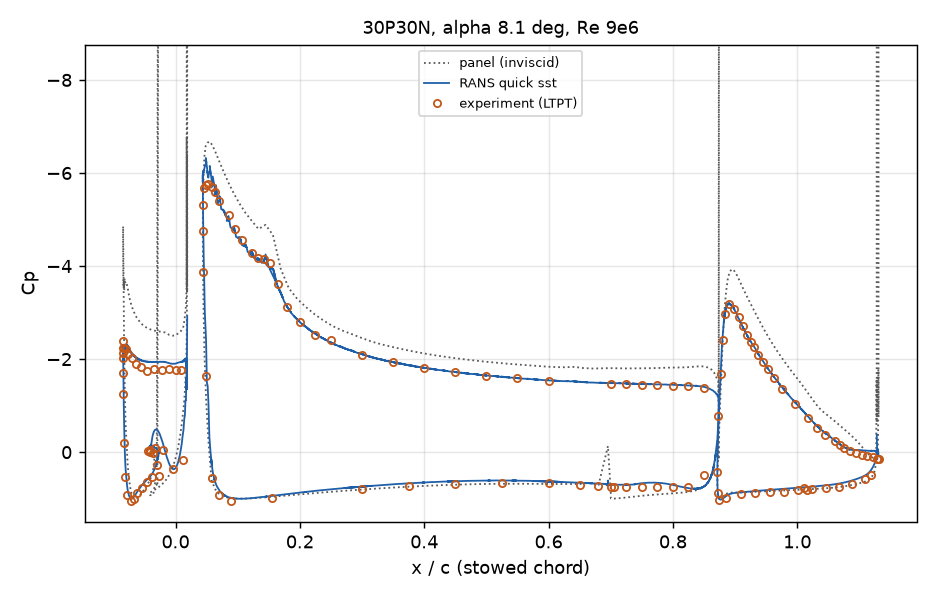 30P30N, alpha 8.1 deg, Re 9e6
panel (inviscid)
RANS quick sst
experiment (LTPT)
Cp
−8
−6
−4
−2
0
0.0 0.2 0.4 0.6 0.8 1.0
x / c (stowed chord)